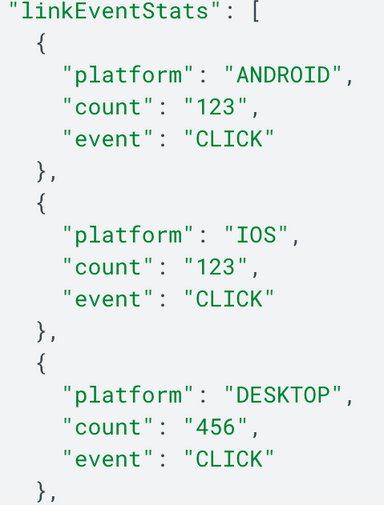 "linkEventStats": [
{
"platform": "ANDROID",
"count": "123",
"event": "CLICK"
},
{
"platform": "IOS",
"count": "123",
"event": "CLICK"
},
{
"platform": "DESKTOP",
"count": "456",
"event": "CLICK"
},